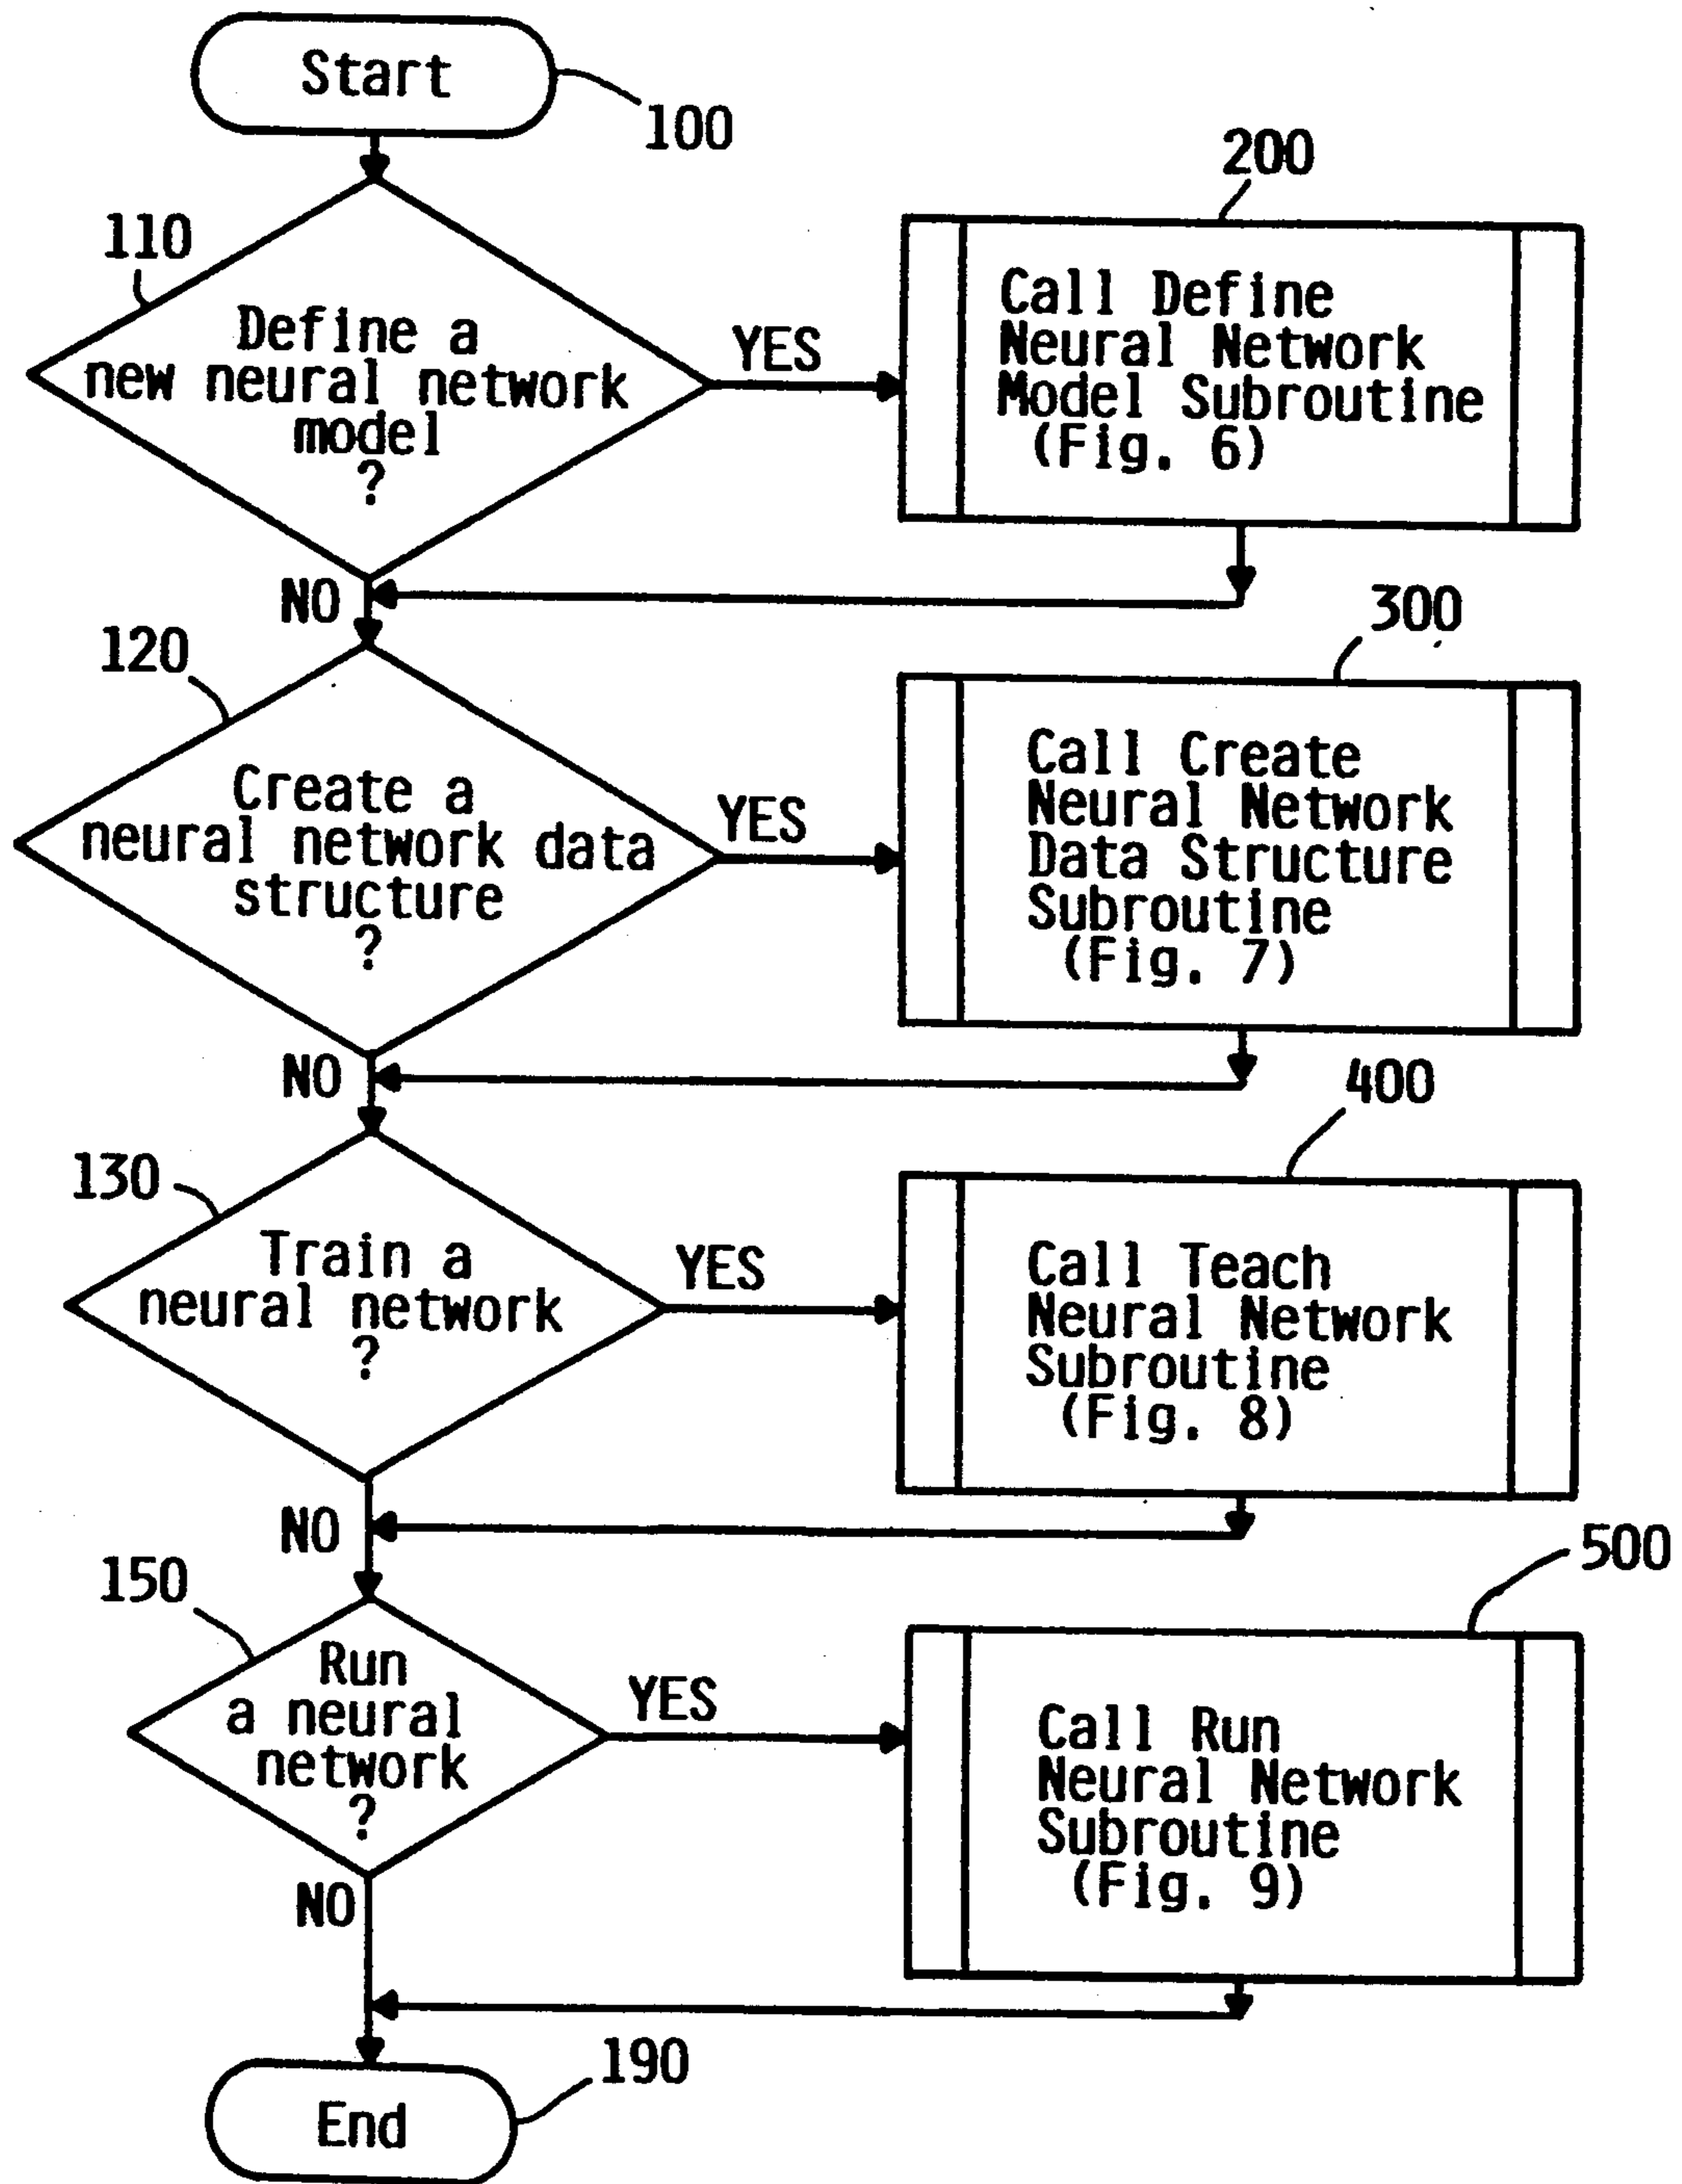 Start
100
200
110
Define a
new neural network
model
?
YES
Call Define
Neural Network
Model Subroutine
(Fig. 6)
NO
300
120
Create a
neural network data
structure
?
YES
Call Create
Neural Network
Data Structure
Subroutine
(Fig. 7)
NO
400
130
Train a
neural network
?
YES
Call Teach
Neural Network
Subroutine
(Fig. 8)
NO
500
150
Run
a neural
network
?
YES
Call Run
Neural Network
Subroutine
(Fig. 9)
NO
190
End